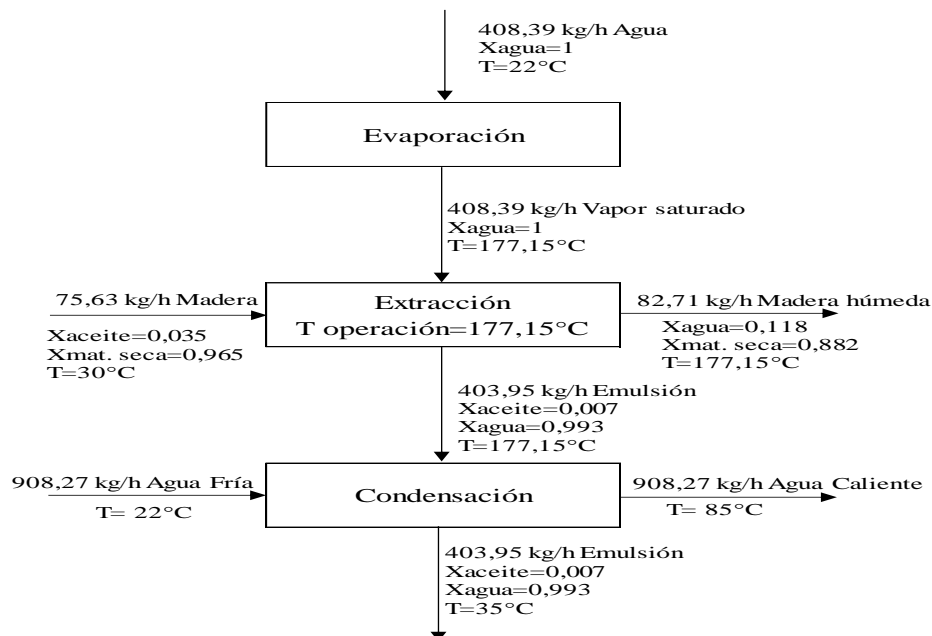 408,39 kg/h Agua
Xagua=1
T=22°C
Evaporación
408,39 kg/h Vapor saturado
Xagua=1
T=177,15°C
75,63 kg/h Madera
Xaceite=0,035
Xmat. seca=0,965
T=30°C
Extracción
T operación=177,15°C
82,71 kg/h Madera húmeda
Xagua=0,118
Xmat. seca=0,882
T=177,15°C
403,95 kg/h Emulsión
Xaceite=0,007
Xagua=0,993
T=177,15°C
908,27 kg/h Agua Fría
T= 22°C
Condensación
908,27 kg/h Agua Caliente
T= 85°C
403,95 kg/h Emulsión
Xaceite=0,007
Xagua=0,993
T=35°C